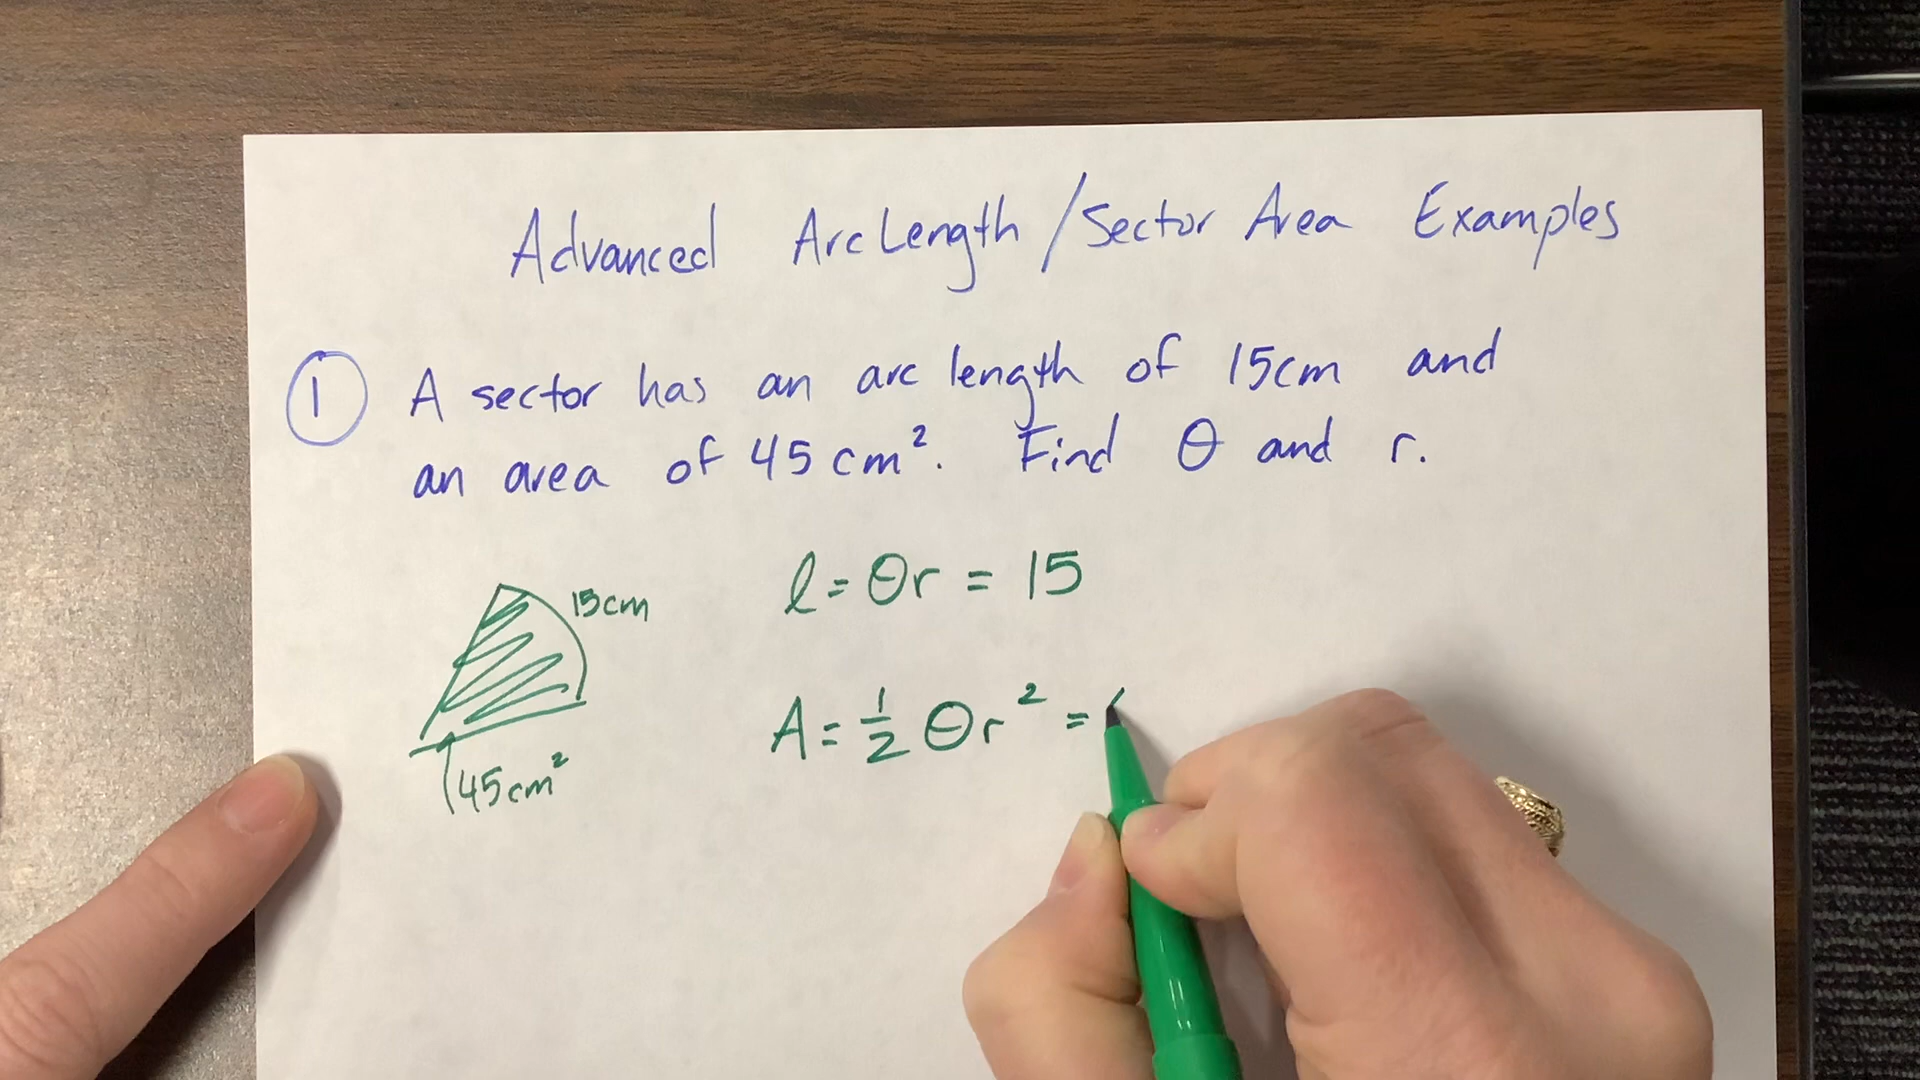 Advanced Arc Length / Sector Area Examples
① A sector has an arc length of 15cm and
an area of 45 cm². Find θ and r.
15cm
45cm²
l = θr = 15
A = 1/2 θr² =